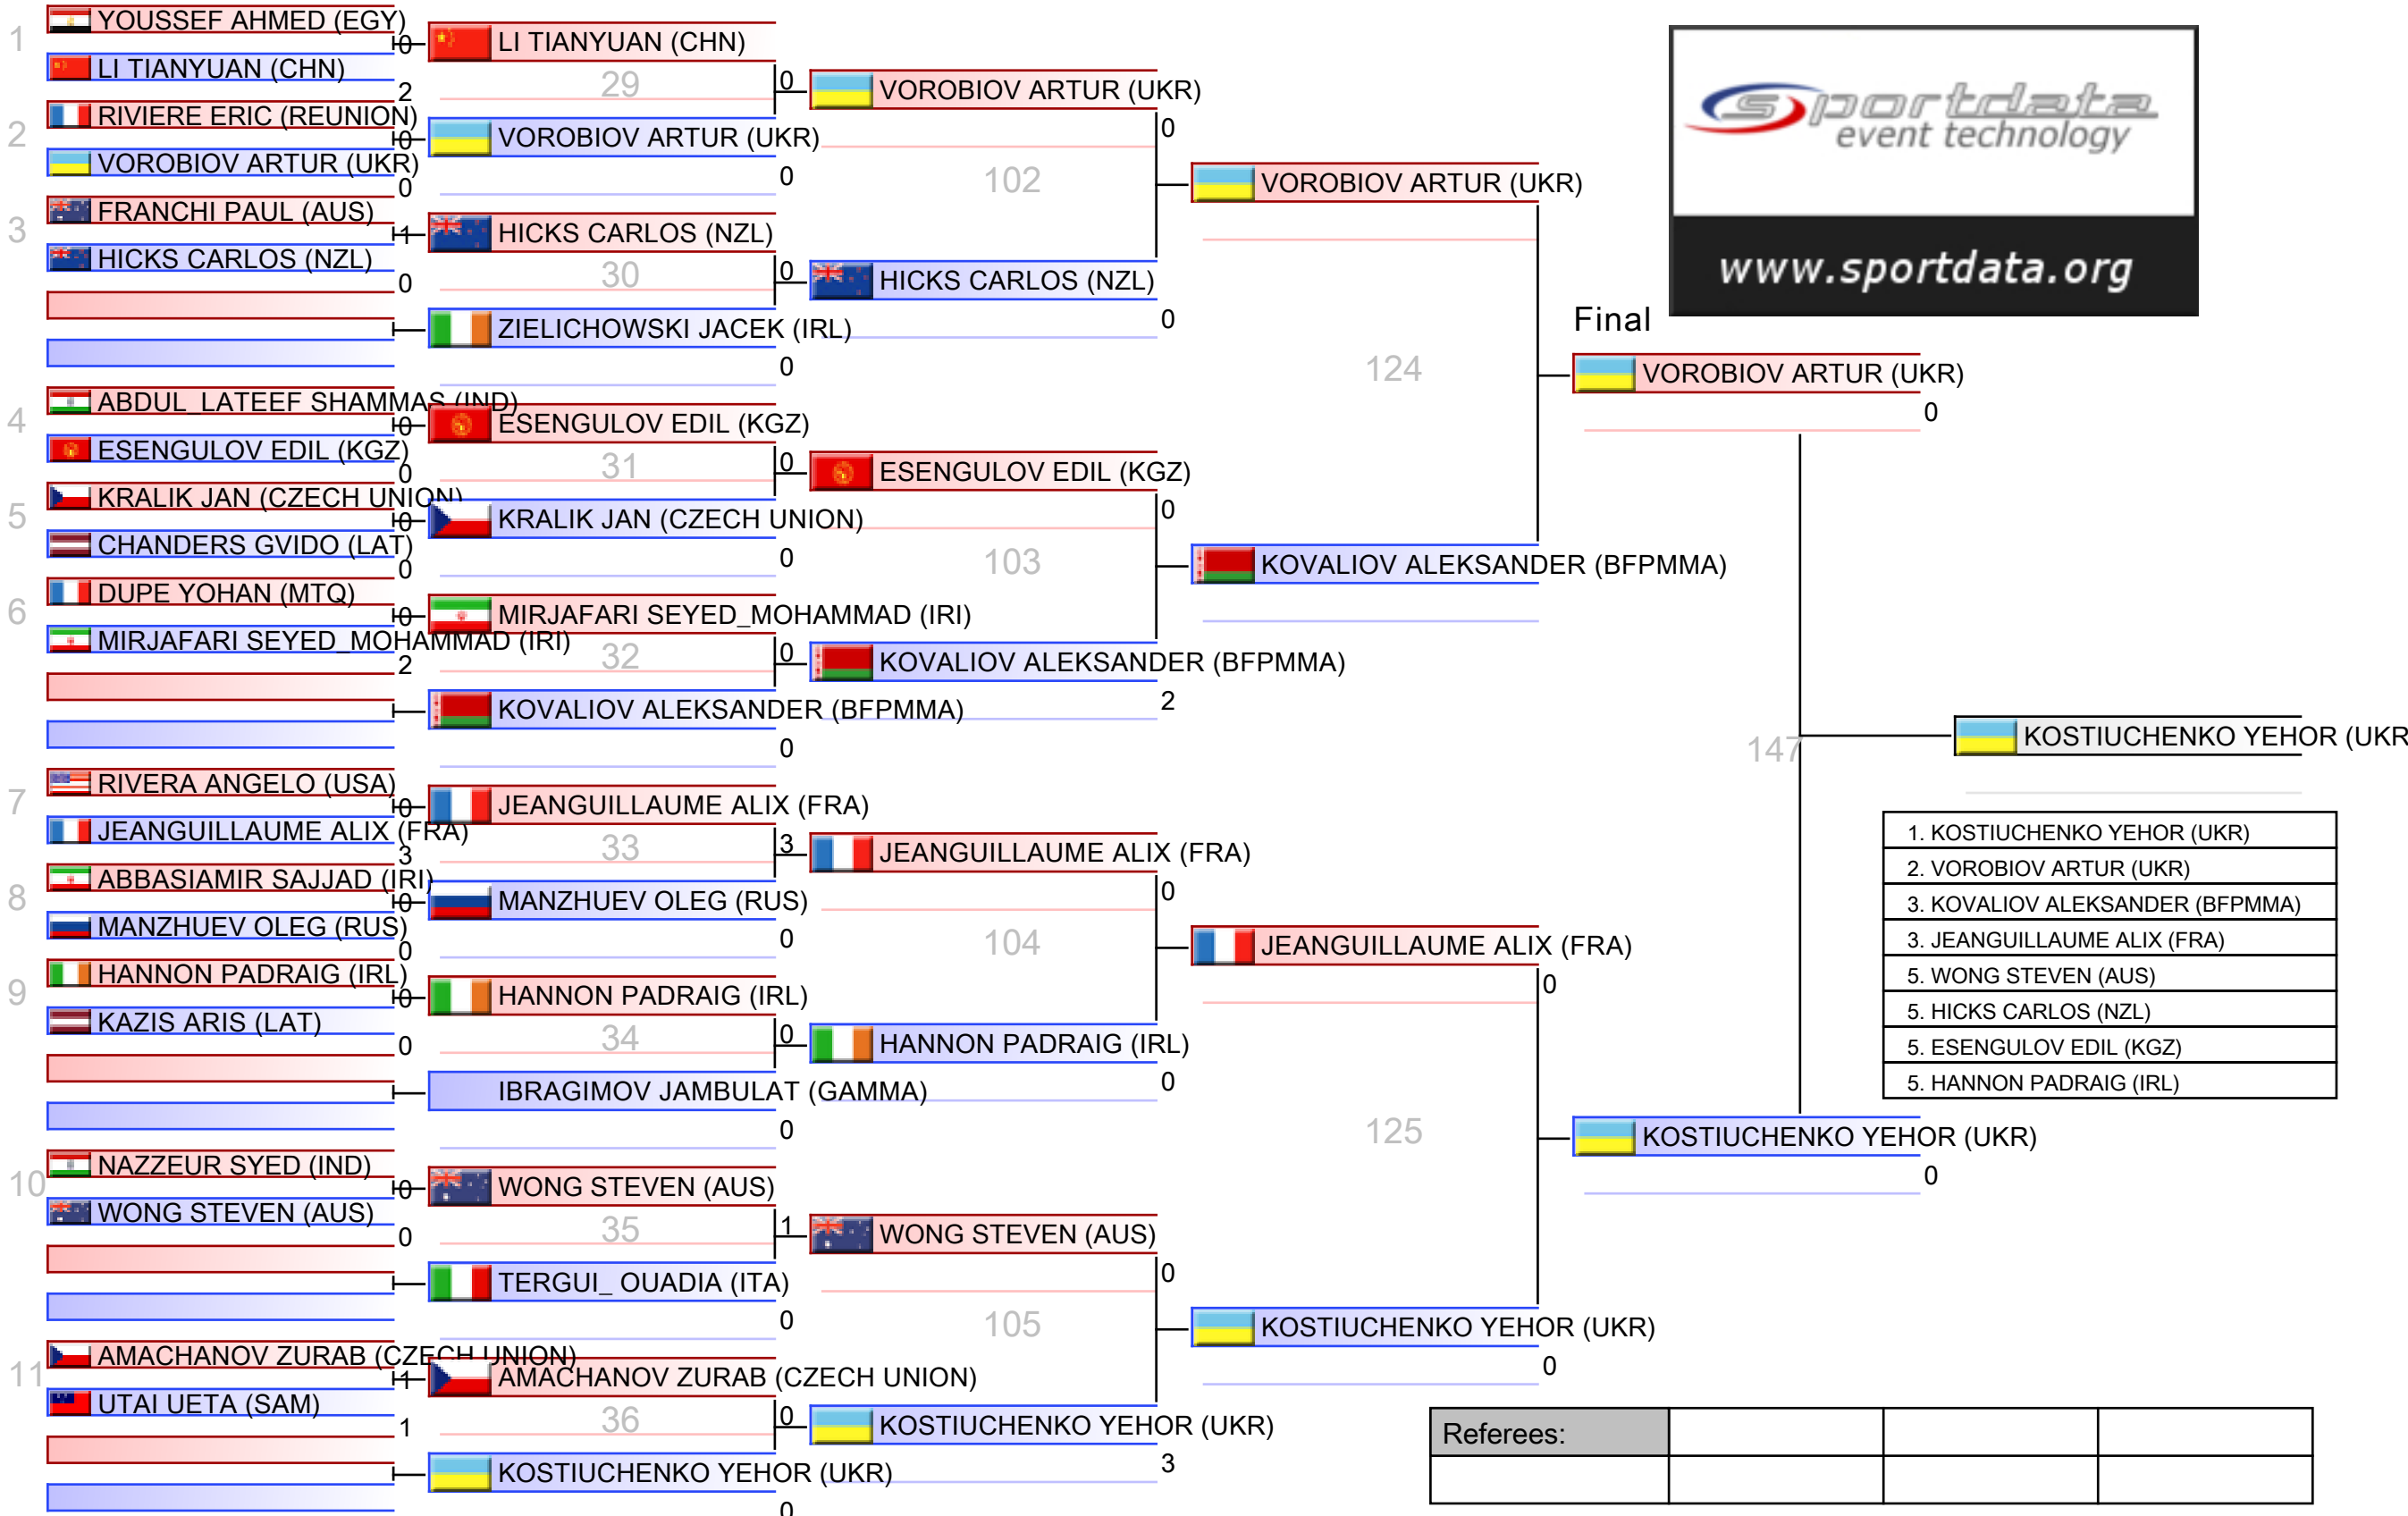 1
YOUSSEF AHMED (EGY)
0
LI TIANYUAN (CHN)
2
2
RIVIERE ERIC (REUNION)
0
VOROBIOV ARTUR (UKR)
0
3
FRANCHI PAUL (AUS)
1
HICKS CARLOS (NZL)
0
4
ABDUL_LATEEF SHAMMAS (IND)
0
ESENGULOV EDIL (KGZ)
0
5
KRALIK JAN (CZECH UNION)
0
CHANDERS GVIDO (LAT)
0
6
DUPE YOHAN (MTQ)
0
MIRJAFARI SEYED_MOHAMMAD (IRI)
2
7
RIVERA ANGELO (USA)
0
JEANGUILLAUME ALIX (FRA)
3
8
ABBASIAMIR SAJJAD (IRI)
0
MANZHUEV OLEG (RUS)
0
9
HANNON PADRAIG (IRL)
0
KAZIS ARIS (LAT)
0
10
NAZZEUR SYED (IND)
0
WONG STEVEN (AUS)
0
11
AMACHANOV ZURAB (CZECH UNION)
1
UTAI UETA (SAM)
1
LI TIANYUAN (CHN)
29
0
VOROBIOV ARTUR (UKR)
0
HICKS CARLOS (NZL)
30
0
ZIELICHOWSKI JACEK (IRL)
0
ESENGULOV EDIL (KGZ)
31
0
KRALIK JAN (CZECH UNION)
0
MIRJAFARI SEYED_MOHAMMAD (IRI)
32
0
KOVALIOV ALEKSANDER (BFPMMA)
0
JEANGUILLAUME ALIX (FRA)
33
3
MANZHUEV OLEG (RUS)
0
HANNON PADRAIG (IRL)
34
0
IBRAGIMOV JAMBULAT (GAMMA)
0
WONG STEVEN (AUS)
35
1
TERGUI_ OUADIA (ITA)
0
AMACHANOV ZURAB (CZECH UNION)
36
0
KOSTIUCHENKO YEHOR (UKR)
0
VOROBIOV ARTUR (UKR)
0
102
HICKS CARLOS (NZL)
0
ESENGULOV EDIL (KGZ)
0
103
KOVALIOV ALEKSANDER (BFPMMA)
2
JEANGUILLAUME ALIX (FRA)
0
104
HANNON PADRAIG (IRL)
0
WONG STEVEN (AUS)
0
105
KOSTIUCHENKO YEHOR (UKR)
3
VOROBIOV ARTUR (UKR)
124
KOVALIOV ALEKSANDER (BFPMMA)
JEANGUILLAUME ALIX (FRA)
0
125
KOSTIUCHENKO YEHOR (UKR)
0
Final
VOROBIOV ARTUR (UKR)
0
147
KOSTIUCHENKO YEHOR (UKR)
0
KOSTIUCHENKO YEHOR (UKR
sportdata
event technology
www.sportdata.org
1. KOSTIUCHENKO YEHOR (UKR)
2. VOROBIOV ARTUR (UKR)
3. KOVALIOV ALEKSANDER (BFPMMA)
3. JEANGUILLAUME ALIX (FRA)
5. WONG STEVEN (AUS)
5. HICKS CARLOS (NZL)
5. ESENGULOV EDIL (KGZ)
5. HANNON PADRAIG (IRL)
Referees: